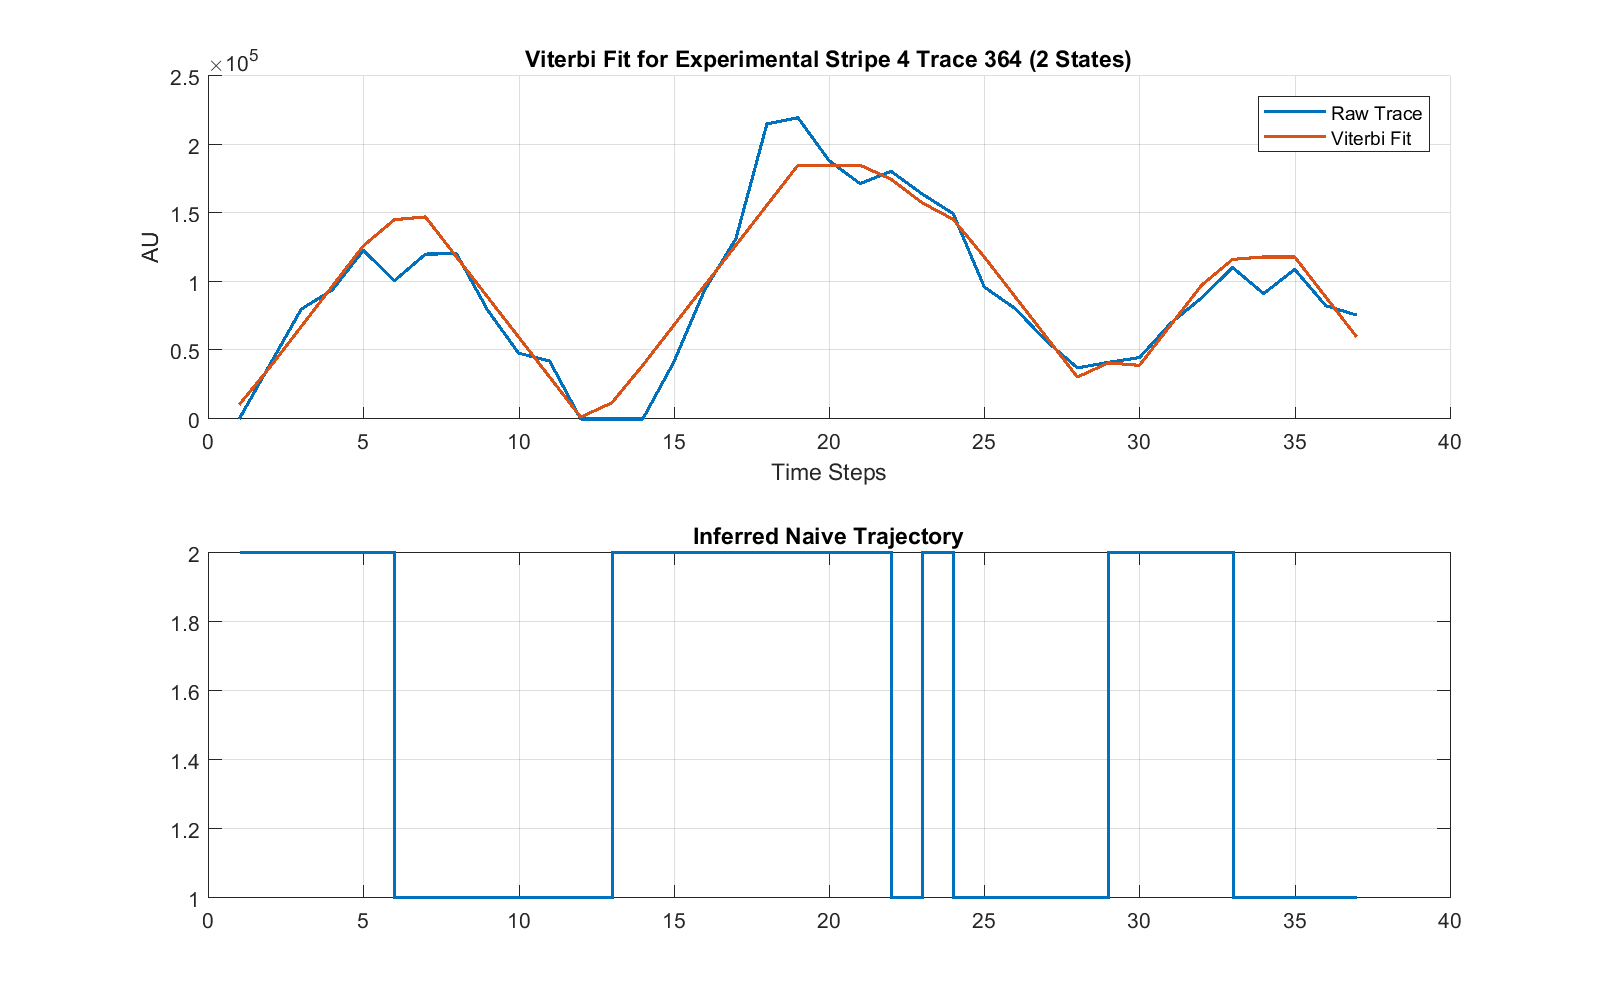 Viterbi Fit for Experimental Stripe 4 Trace 364 (2 States)
×10^5
2.5
2
1.5
1
0.5
0
AU
Raw Trace
Viterbi Fit
0 5 10 15 20 25 30 35 40
Time Steps
Inferred Naive Trajectory
2
1.8
1.6
1.4
1.2
1
0 5 10 15 20 25 30 35 40